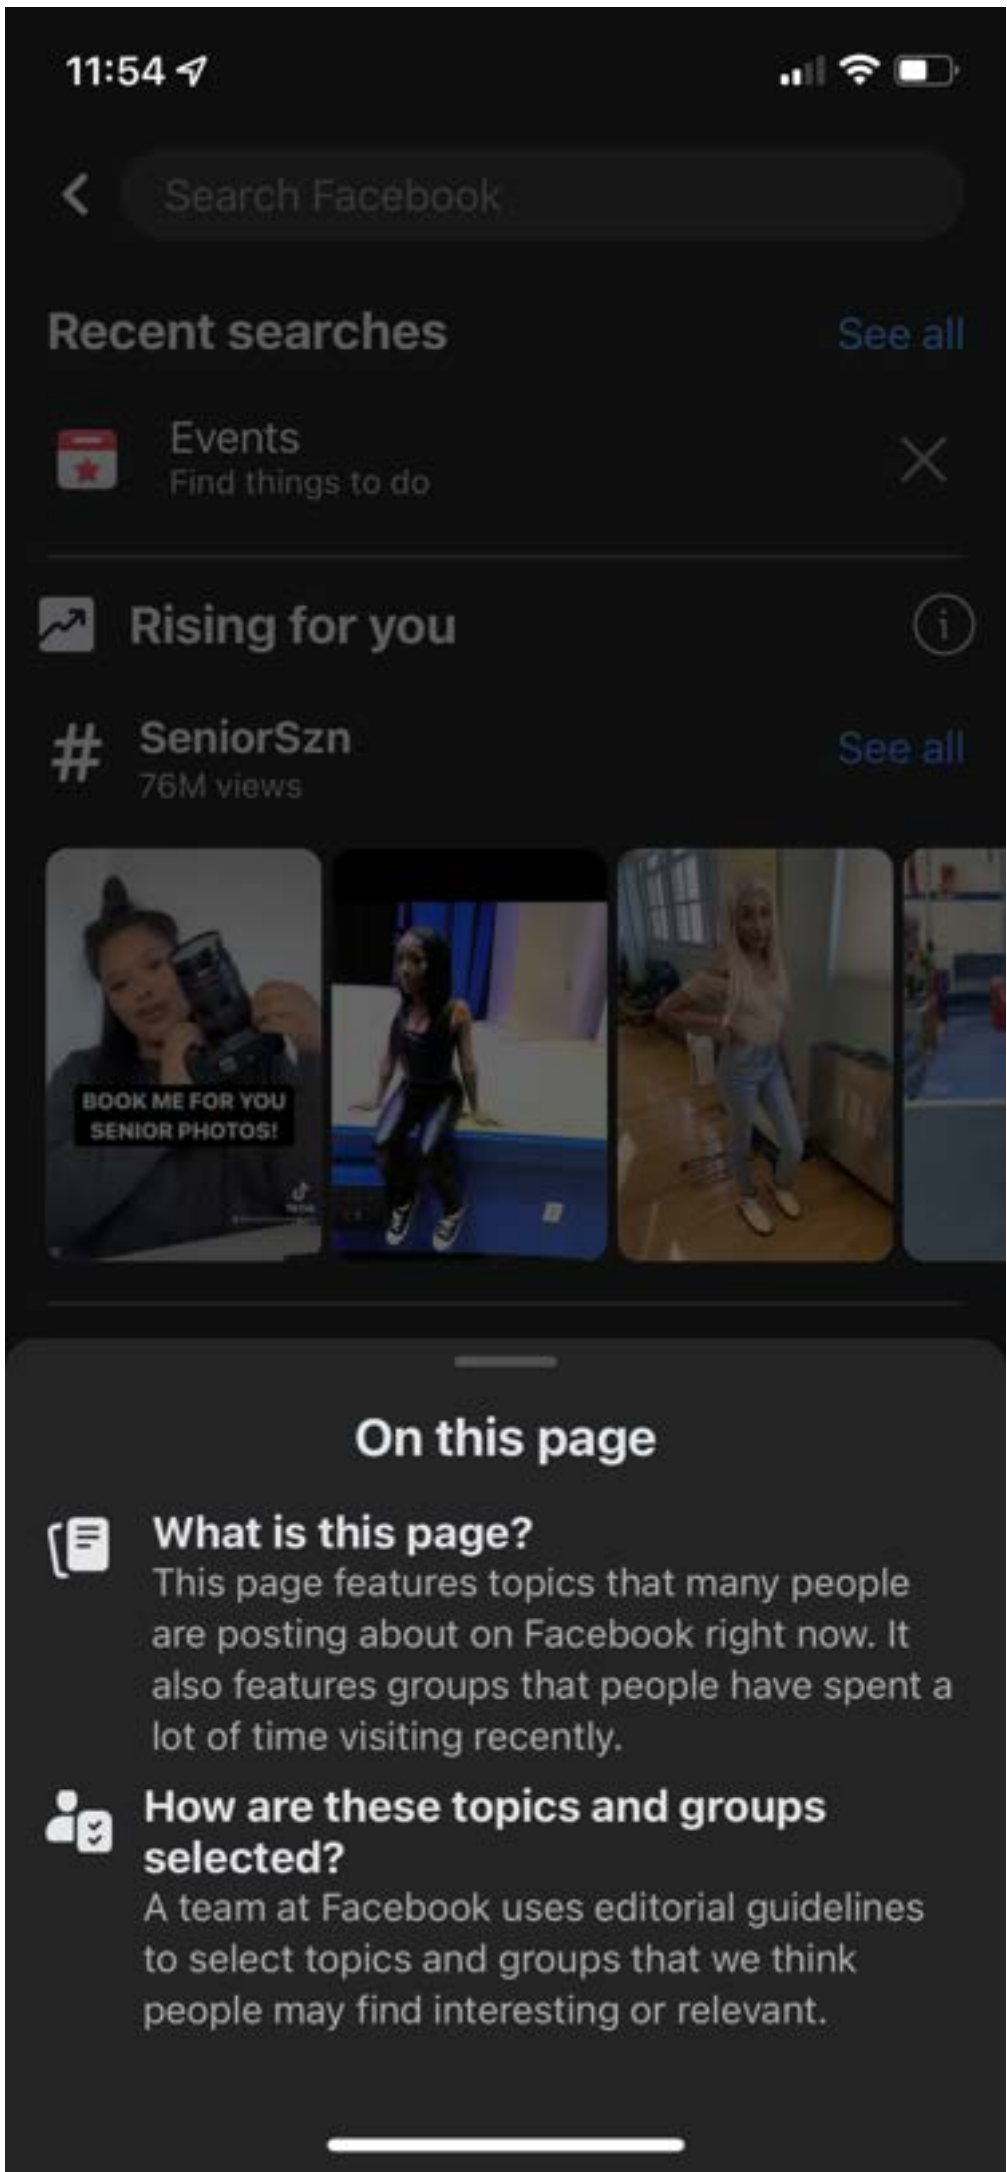 11:54
Search Facebook
Recent searches
See all
Events
Find things to do
Rising for you
i
# SeniorSzn
See all
76M views
BOOK ME FOR YOU
SENIOR PHOTOS!
TikTok
On this page
What is this page?
This page features topics that many people
are posting about on Facebook right now. It
also features groups that people have spent a
lot of time visiting recently.
How are these topics and groups
selected?
A team at Facebook uses editorial guidelines
to select topics and groups that we think
people may find interesting or relevant.